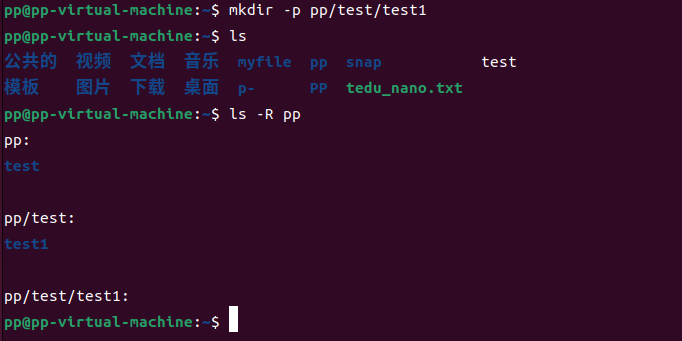 pp@pp-virtual-machine:~$ mkdir -p pp/test/test1
pp@pp-virtual-machine:~$ ls
公共的 视频 文档 音乐 myfile pp snap test
模板 图片 下载 桌面 p- PP tedu_nano.txt
pp@pp-virtual-machine:~$ ls -R pp
pp:
test
pp/test:
test1
pp/test/test1:
pp@pp-virtual-machine:~$